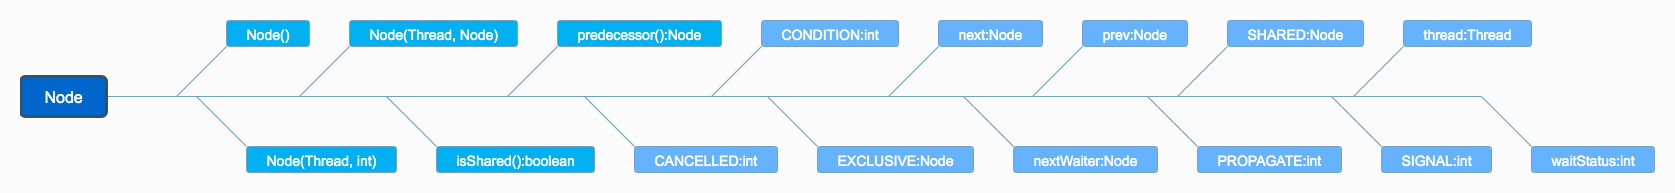 Node() Node(Thread, Node) predecessor():Node CONDITION:int next:Node prev:Node SHARED:Node thread:Thread
Node
Node(Thread, int) isShared():boolean CANCELLED:int EXCLUSIVE:Node nextWaiter:Node PROPAGATE:int SIGNAL:int waitStatus:int